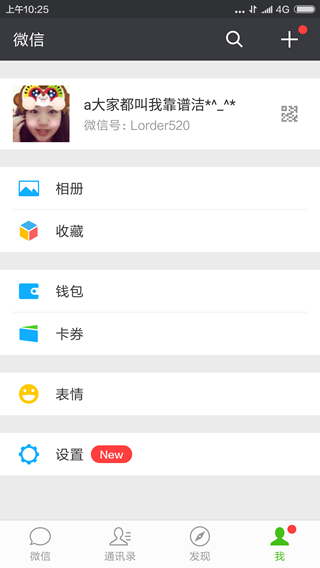 上午10:25
4G
微信
a大家都叫我靠谱洁*^_^*
微信号：Lorder520
相册
收藏
钱包
卡券
表情
设置 New
微信 通讯录 发现 我